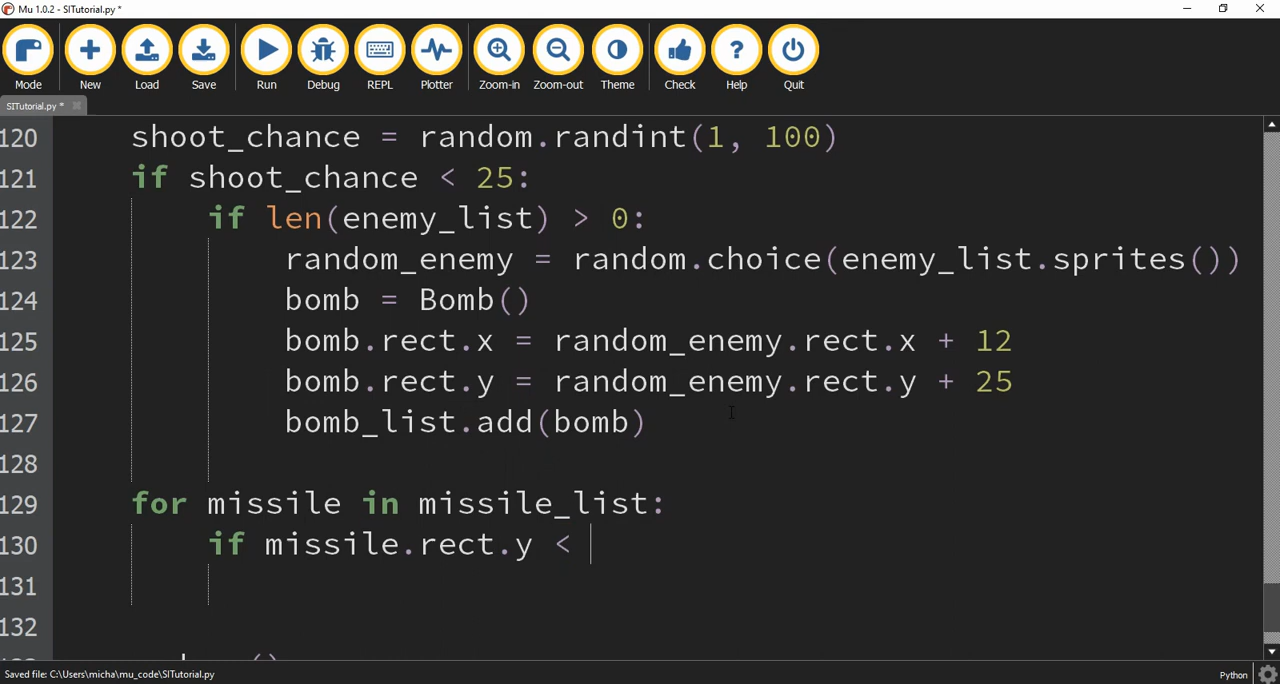 Mu 1.0.2 - SITutorial.py *
Mode New Load Save Run Debug REPL Plotter Zoom-in Zoom-out Theme Check Help Quit
SITutorial.py *
120 shoot_chance = random.randint(1, 100)
121 if shoot_chance < 25:
122 if len(enemy_list) > 0:
123 random_enemy = random.choice(enemy_list.sprites())
124 bomb = Bomb()
125 bomb.rect.x = random_enemy.rect.x + 12
126 bomb.rect.y = random_enemy.rect.y + 25
127 bomb_list.add(bomb)
128
129 for missile in missile_list:
130 if missile.rect.y <
131
132
Saved file: C:\Users\micha\mu_code\SITutorial.py Python